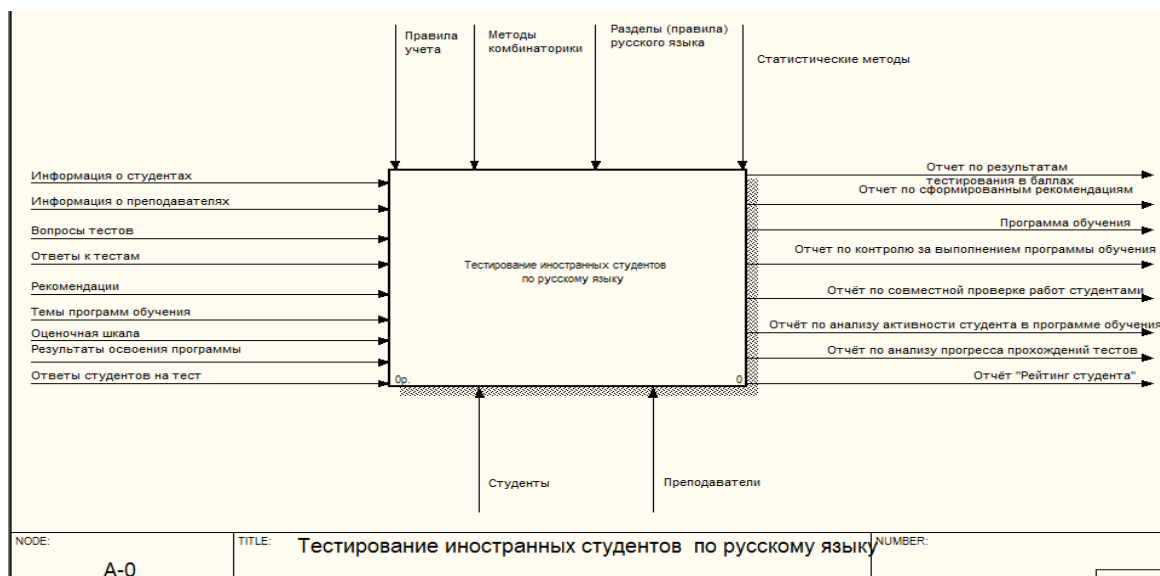 Правила
учета
Методы
комбинаторики
Разделы (правила)
русского языка
Статистические методы
Информация о студентах
Информация о преподавателях
Вопросы тестов
Ответы к тестам
Рекомендации
Темы программ обучения
Оценочная шкала
Результаты освоения программы
Ответы студентов на тест
Тестирование иностранных студентов
по русскому языку
0р.
0
Отчет по результатам
тестирования в баллах
Отчет по сформированным рекомендациям
Программа обучения
Отчет по контролю за выполнением программы обучения
Отчёт по совместной проверке работ студентами
Отчёт по анализу активности студента в программе обучения
Отчёт по анализу прогресса прохождений тестов
Отчёт "Рейтинг студента"
Студенты
Преподаватели
NODE:
A-0
TITLE:
Тестирование иностранных студентов по русскому языку
NUMBER: